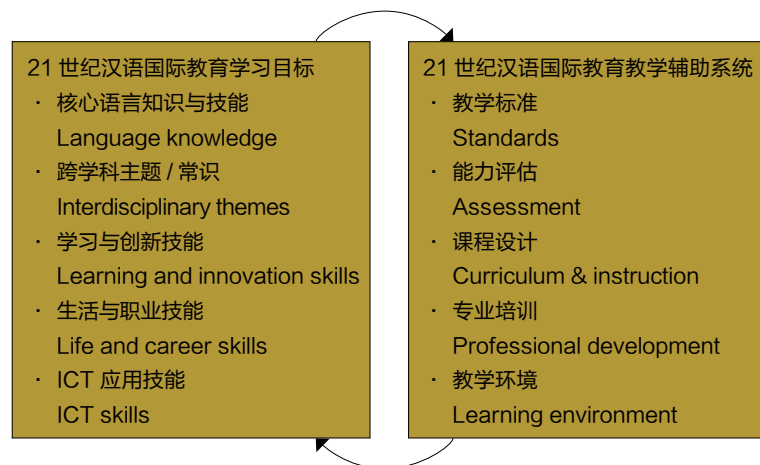 21 世纪汉语国际教育学习目标
· 核心语言知识与技能
Language knowledge
· 跨学科主题 / 常识
Interdisciplinary themes
· 学习与创新技能
Learning and innovation skills
· 生活与职业技能
Life and career skills
· ICT 应用技能
ICT skills
21 世纪汉语国际教育教学辅助系统
· 教学标准
Standards
· 能力评估
Assessment
· 课程设计
Curriculum & instruction
· 专业培训
Professional development
· 教学环境
Learning environment